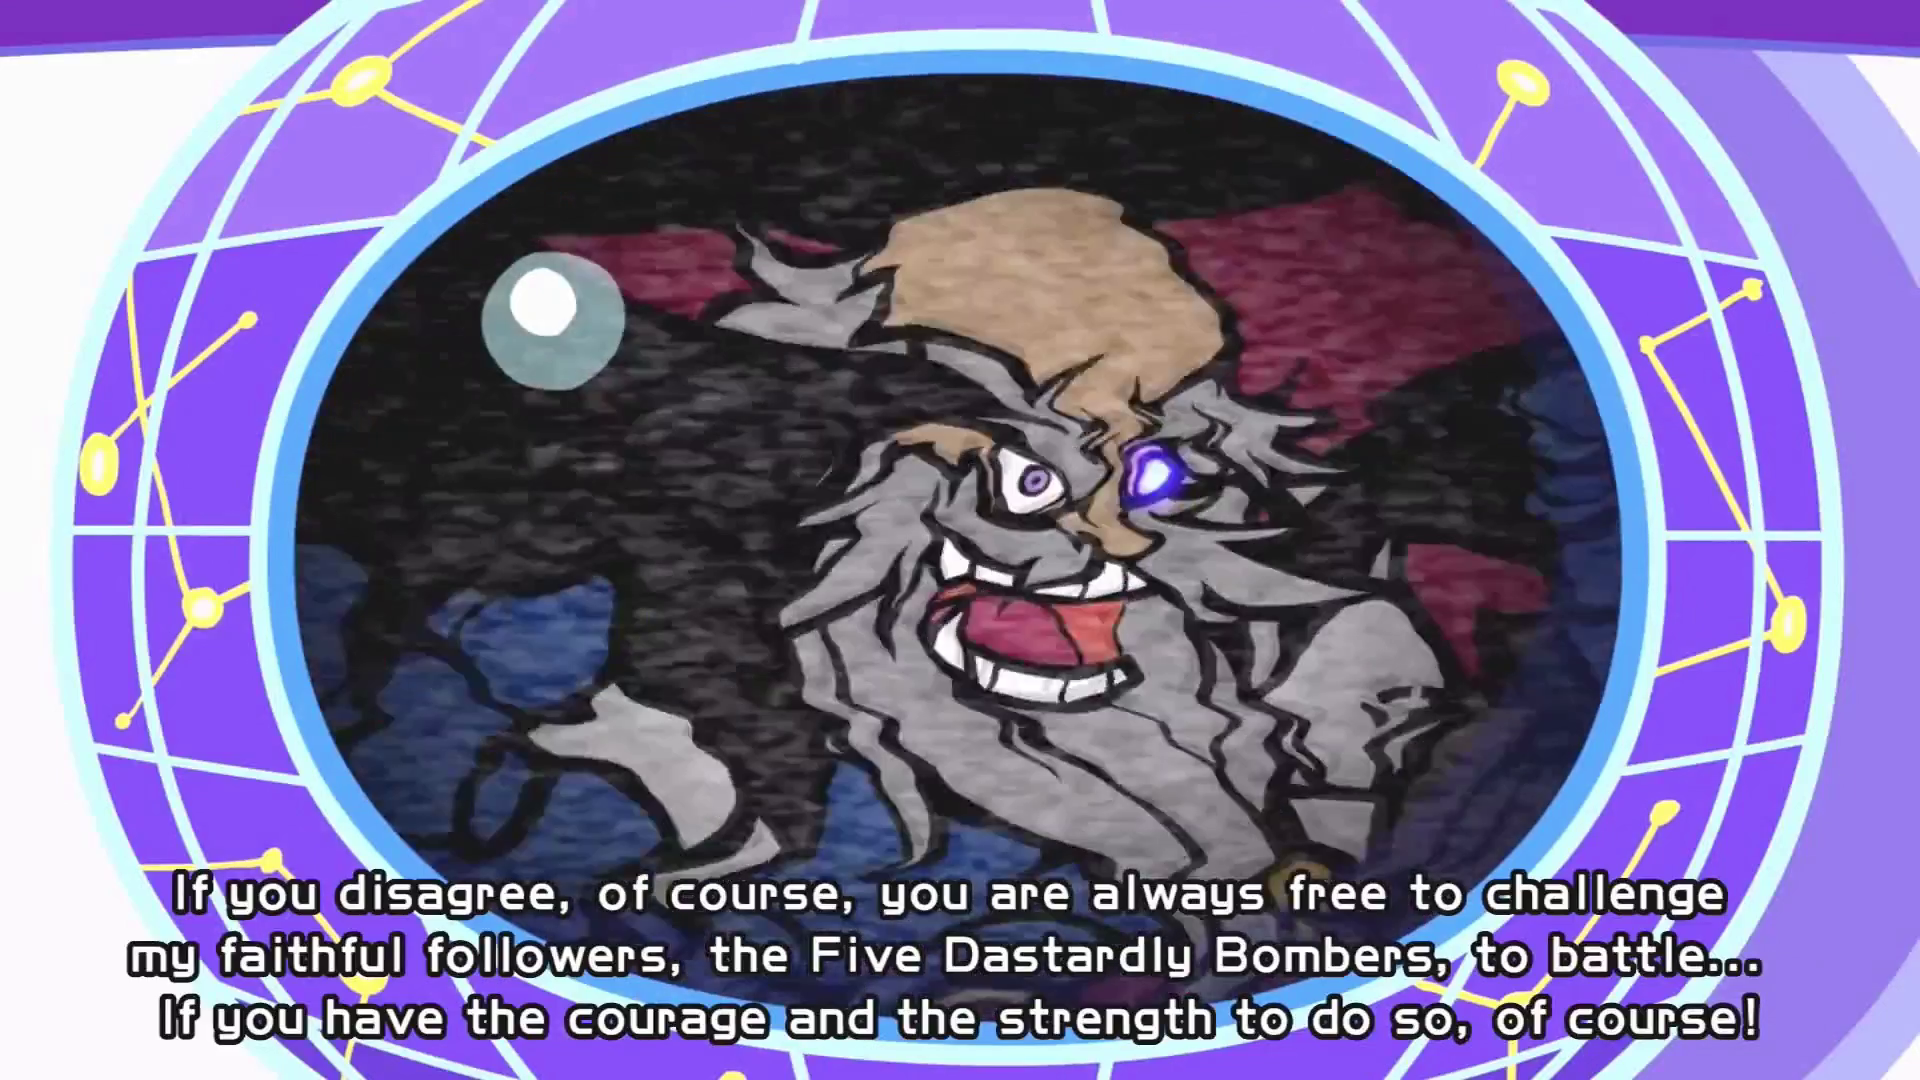 If you disagree, of course, you are always free to challenge
my faithful followers, the Five Dastardly Bombers, to battle...
If you have the courage and the strength to do so, of course!